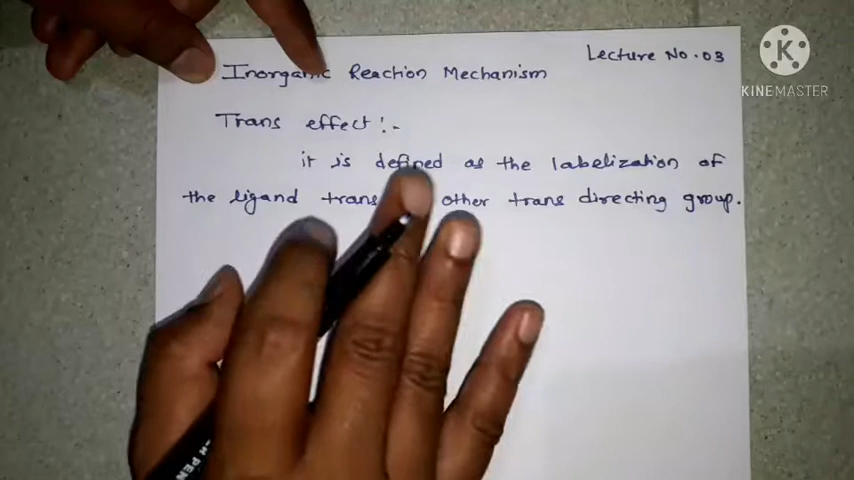 Lecture No.03
Inorganic Reaction Mechanism
Trans effect:-
it is defined as the labelization of
the ligand trans other trans directing group.
KINEMASTER